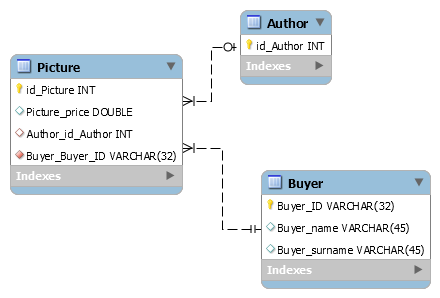 Picture
id_Picture INT
Picture_price DOUBLE
Author_id_Author INT
Buyer_Buyer_ID VARCHAR(32)
Indexes
Author
id_Author INT
Indexes
Buyer
Buyer_ID VARCHAR(32)
Buyer_name VARCHAR(45)
Buyer_surname VARCHAR(45)
Indexes